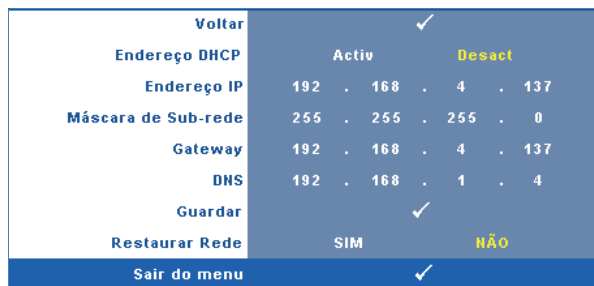 Voltar ✓
Endereço DHCP Activ Desact
Endereço IP 192 . 168 . 4 . 137
Máscara de Sub-rede 255 . 255 . 255 . 0
Gateway 192 . 168 . 4 . 137
DNS 192 . 168 . 1 . 4
Guardar ✓
Restaurar Rede SIM NÃO
Sair do menu ✓